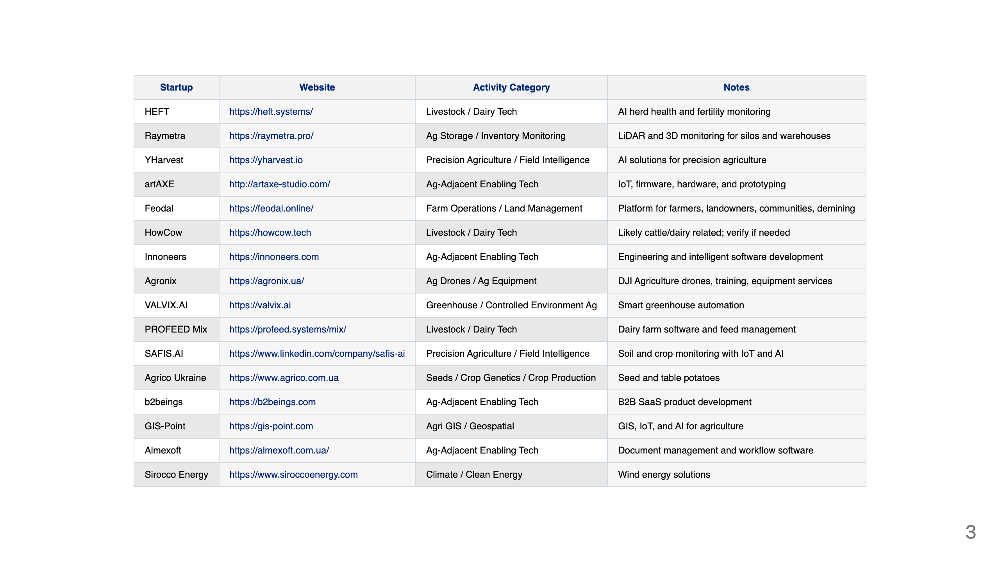 Startup Website Activity Category Notes
HEFT https://heft.systems/ Livestock / Dairy Tech AI herd health and fertility monitoring
Raymetra https://raymetra.pro/ Ag Storage / Inventory Monitoring LiDAR and 3D monitoring for silos and warehouses
YHarvest https://yharvest.io Precision Agriculture / Field Intelligence AI solutions for precision agriculture
artAXE http://artaxe-studio.com/ Ag-Adjacent Enabling Tech IoT, firmware, hardware, and prototyping
Feodal https://feodal.online/ Farm Operations / Land Management Platform for farmers, landowners, communities, demining
HowCow https://howcow.tech Livestock / Dairy Tech Likely cattle/dairy related; verify if needed
Innoneers https://innoneers.com Ag-Adjacent Enabling Tech Engineering and intelligent software development
Agronix https://agronix.ua/ Ag Drones / Ag Equipment DJI Agriculture drones, training, equipment services
VALVIX.AI https://valvix.ai Greenhouse / Controlled Environment Ag Smart greenhouse automation
PROFEED Mix https://profeed.systems/mix/ Livestock / Dairy Tech Dairy farm software and feed management
SAFIS.AI https://www.linkedin.com/company/safis-ai Precision Agriculture / Field Intelligence Soil and crop monitoring with IoT and AI
Agrico Ukraine https://www.agrico.com.ua Seeds / Crop Genetics / Crop Production Seed and table potatoes
b2beings https://b2beings.com Ag-Adjacent Enabling Tech B2B SaaS product development
GIS-Point https://gis-point.com Agri GIS / Geospatial GIS, IoT, and AI for agriculture
Almexoft https://almexoft.com.ua/ Ag-Adjacent Enabling Tech Document management and workflow software
Sirocco Energy https://www.siroccoenergy.com Climate / Clean Energy Wind energy solutions
3